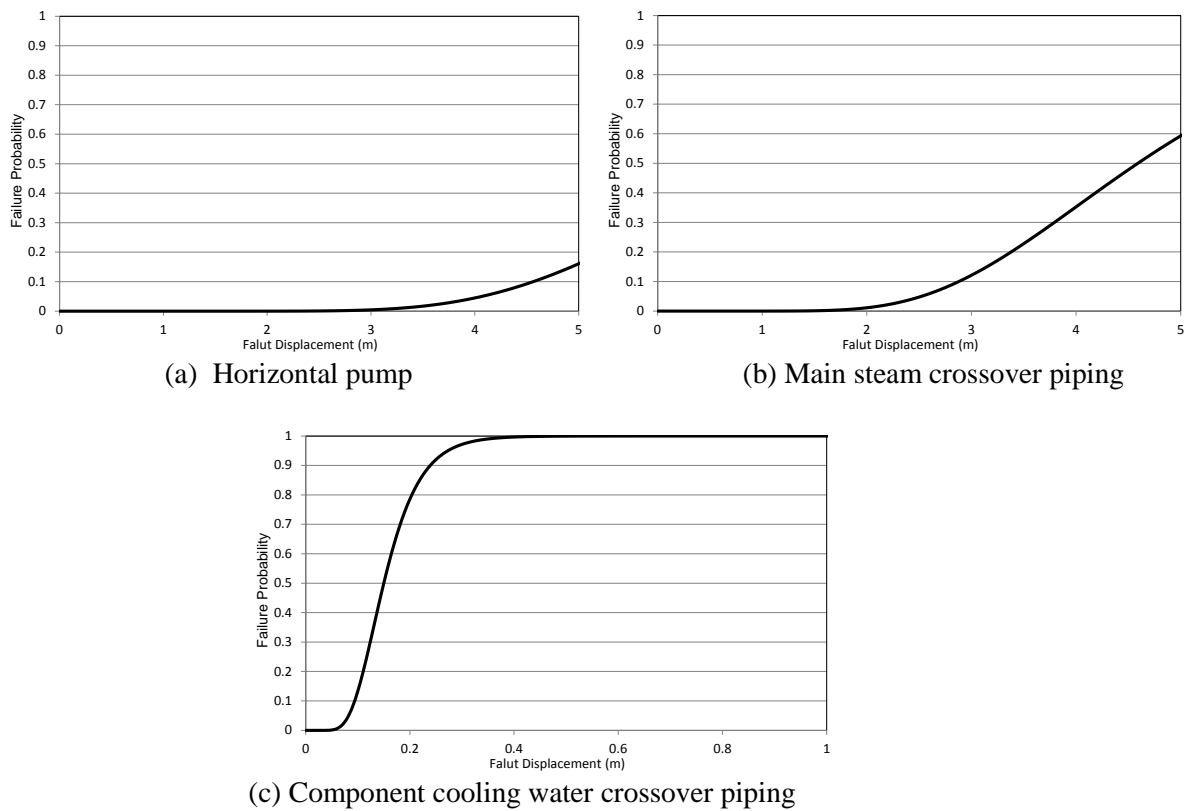 1
0.9
0.8
0.7
0.6
0.5
0.4
0.3
0.2
0.1
0
Failure Probability
0 1 2 3 4 5
Falut Displacement (m)
(a) Horizontal pump
1
0.9
0.8
0.7
0.6
0.5
0.4
0.3
0.2
0.1
0
Failure Probability
0 1 2 3 4 5
Falut Displacement (m)
(b) Main steam crossover piping
1
0.9
0.8
0.7
0.6
0.5
0.4
0.3
0.2
0.1
0
Failure Probability
0 0.2 0.4 0.6 0.8 1
Falut Displacement (m)
(c) Component cooling water crossover piping